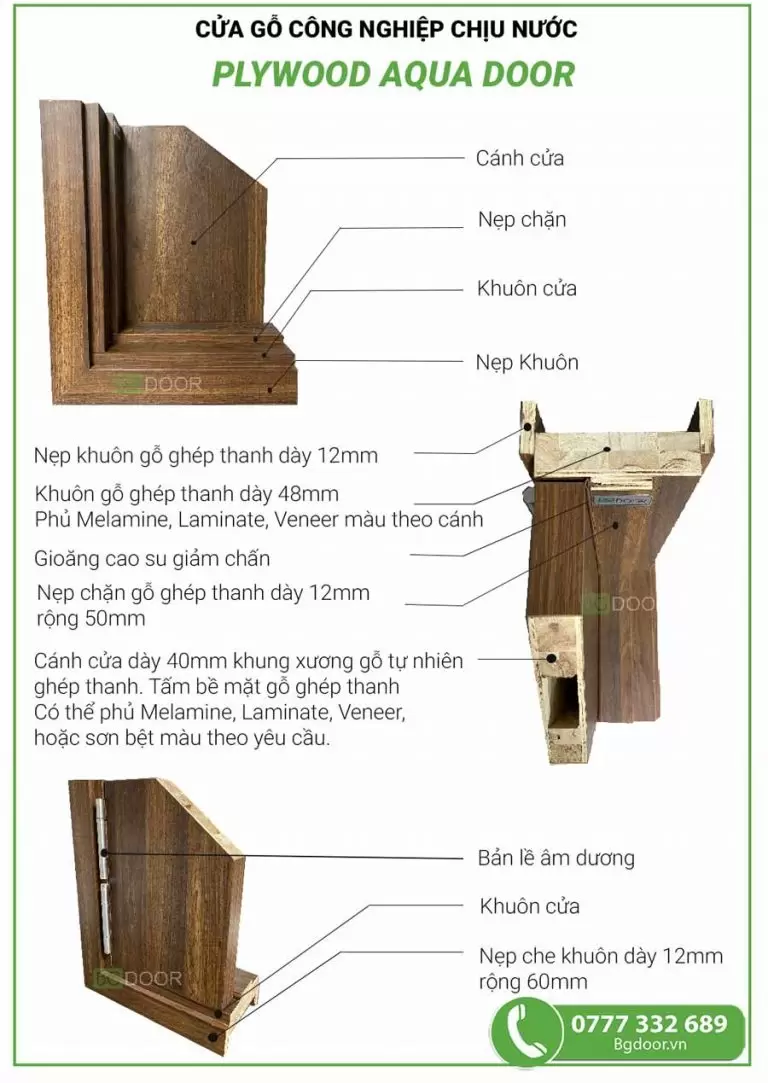 CỬA GỖ CÔNG NGHIỆP CHỊU NƯỚC
PLYWOOD AQUA DOOR
Cánh cửa
Nẹp chặn
Khuôn cửa
Nẹp Khuôn
DOOR
Nẹp khuôn gỗ ghép thanh dày 12mm
Khuôn gỗ ghép thanh dày 48mm
Phủ Melamine, Laminate, Veneer màu theo cánh
Gioăng cao su giảm chấn
Nẹp chặn gỗ ghép thanh dày 12mm
rộng 50mm
DOO
Cánh cửa dày 40mm khung xương gỗ tự nhiên
ghép thanh. Tấm bề mặt gỗ ghép thanh
Có thể phủ Melamine, Laminate, Veneer,
hoặc sơn bệt màu theo yêu cầu.
Bản lề âm dương
Khuôn cửa
Nẹp che khuôn dày 12mm
rộng 60mm
DOOR
0777 332 689
Bgdoor.vn